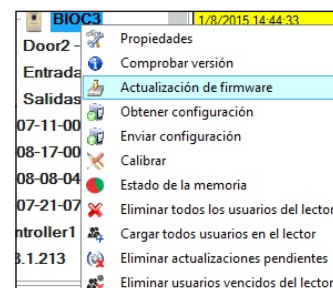 BIOC3 1/8/2015 14:44:33
Door2 - Propiedades
Entrada Comprobar versión
Salidas Actualización de firmware
07-11-00 Obtener configuración
08-17-00 Enviar configuración
08-08-04 Calibrar
07-21-07 Estado de la memoria
ntroller1 Eliminar todos los usuarios del lector
3.1.213 Cargar todos usuarios en el lector
Eliminar actualizaciones pendientes
Eliminar usuarios vencidos del lector